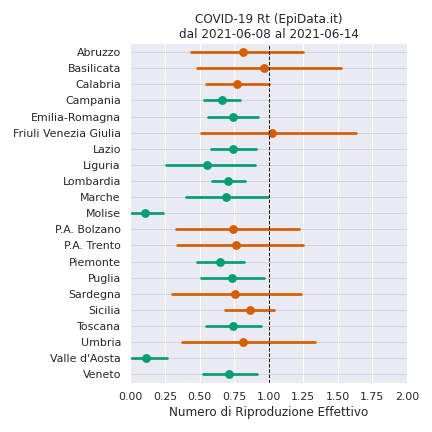 COVID-19 Rt (EpiData.it)
dal 2021-06-08 al 2021-06-14
Abruzzo
Basilicata
Calabria
Campania
Emilia-Romagna
Friuli Venezia Giulia
Lazio
Liguria
Lombardia
Marche
Molise
P.A. Bolzano
P.A. Trento
Piemonte
Puglia
Sardegna
Sicilia
Toscana
Umbria
Valle d'Aosta
Veneto
0.00 0.25 0.50 0.75 1.00 1.25 1.50 1.75 2.00
Numero di Riproduzione Effettivo